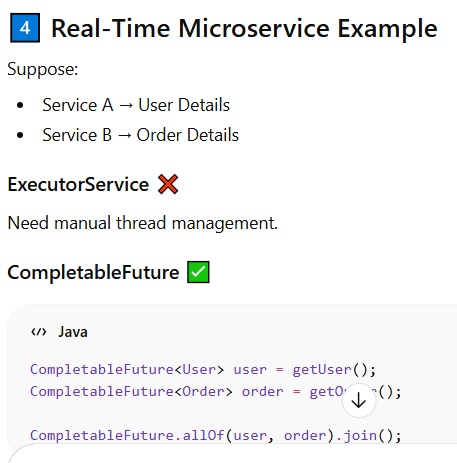 4 Real-Time Microservice Example
Suppose:
• Service A → User Details
• Service B → Order Details
ExecutorService ❌
Need manual thread management.
CompletableFuture ✅
</> Java
CompletableFuture<User> user = getUser();
CompletableFuture<Order> order = getO();
CompletableFuture.allOf(user, order).join();